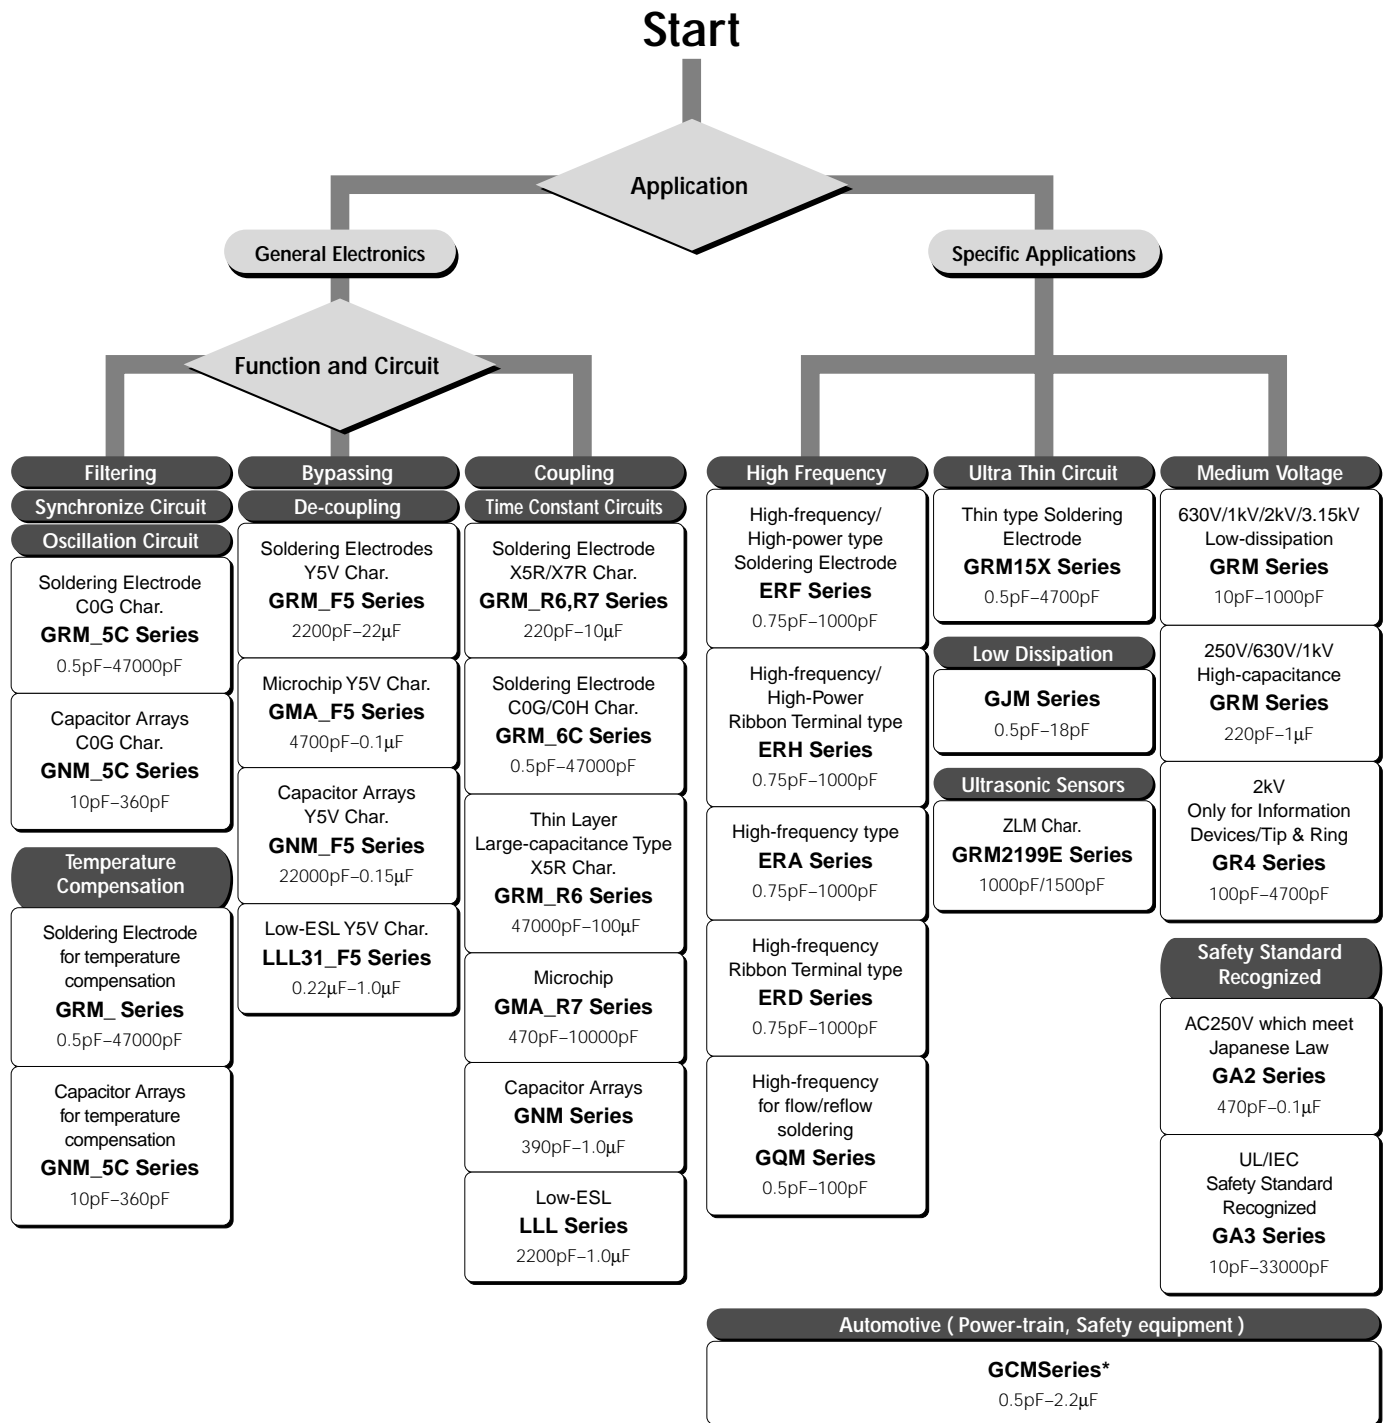 Start
Application
General Electronics
Specific Applications
Function and Circuit
Filtering
Synchronize Circuit
Oscillation Circuit
Soldering Electrode
C0G Char.
GRM_5C Series
0.5pF–47000pF
Capacitor Arrays
C0G Char.
GNM_5C Series
10pF–360pF
Temperature
Compensation
Soldering Electrode
for temperature
compensation
GRM_ Series
0.5pF–47000pF
Capacitor Arrays
for temperature
compensation
GNM_5C Series
10pF–360pF
Bypassing
De-coupling
Soldering Electrodes
Y5V Char.
GRM_F5 Series
2200pF–22µF
Microchip Y5V Char.
GMA_F5 Series
4700pF–0.1µF
Capacitor Arrays
Y5V Char.
GNM_F5 Series
22000pF–0.15µF
Low-ESL Y5V Char.
LLL31_F5 Series
0.22µF–1.0µF
Coupling
Time Constant Circuits
Soldering Electrode
X5R/X7R Char.
GRM_R6,R7 Series
220pF–10µF
Soldering Electrode
C0G/C0H Char.
GRM_6C Series
0.5pF–47000pF
Thin Layer
Large-capacitance Type
X5R Char.
GRM_R6 Series
47000pF–100µF
Microchip
GMA_R7 Series
470pF–10000pF
Capacitor Arrays
GNM Series
390pF–1.0µF
Low-ESL
LLL Series
2200pF–1.0µF
High Frequency
High-frequency/
High-power type
Soldering Electrode
ERF Series
0.75pF–1000pF
High-frequency/
High-Power
Ribbon Terminal type
ERH Series
0.75pF–1000pF
High-frequency type
ERA Series
0.75pF–1000pF
High-frequency
Ribbon Terminal type
ERD Series
0.75pF–1000pF
High-frequency
for flow/reflow
soldering
GQM Series
0.5pF–100pF
Ultra Thin Circuit
Thin type Soldering
Electrode
GRM15X Series
0.5pF–4700pF
Low Dissipation
GJM Series
0.5pF–18pF
Ultrasonic Sensors
ZLM Char.
GRM2199E Series
1000pF/1500pF
Medium Voltage
630V/1kV/2kV/3.15kV
Low-dissipation
GRM Series
10pF–1000pF
250V/630V/1kV
High-capacitance
GRM Series
220pF–1µF
2kV
Only for Information
Devices/Tip & Ring
GR4 Series
100pF–4700pF
Safety Standard
Recognized
AC250V which meet
Japanese Law
GA2 Series
470pF–0.1µF
UL/IEC
Safety Standard
Recognized
GA3 Series
10pF–33000pF
Automotive ( Power-train, Safety equipment )
GCMSeries*
0.5pF–2.2µF